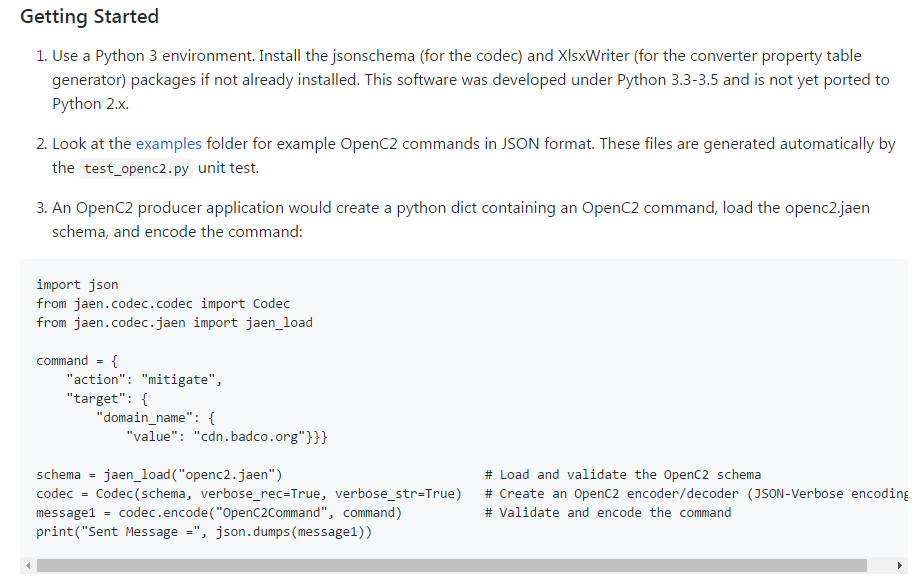 Getting Started
1. Use a Python 3 environment. Install the jsonschema (for the codec) and XlsxWriter (for the converter property table
generator) packages if not already installed. This software was developed under Python 3.3-3.5 and is not yet ported to
Python 2.x.
2. Look at the examples folder for example OpenC2 commands in JSON format. These files are generated automatically by
the test_openc2.py unit test.
3. An OpenC2 producer application would create a python dict containing an OpenC2 command, load the openc2.jaen
schema, and encode the command:
import json
from jaen.codec.codec import Codec
from jaen.codec.jaen import jaen_load
command = {
    "action": "mitigate",
    "target": {
        "domain_name": {
            "value": "cdn.badco.org"}}}
schema = jaen_load("openc2.jaen")                           # Load and validate the OpenC2 schema
codec = Codec(schema, verbose_rec=True, verbose_str=True)   # Create an OpenC2 encoder/decoder (JSON-Verbose encoding
message1 = codec.encode("OpenC2Command", command)           # Validate and encode the command
print("Sent Message =", json.dumps(message1))